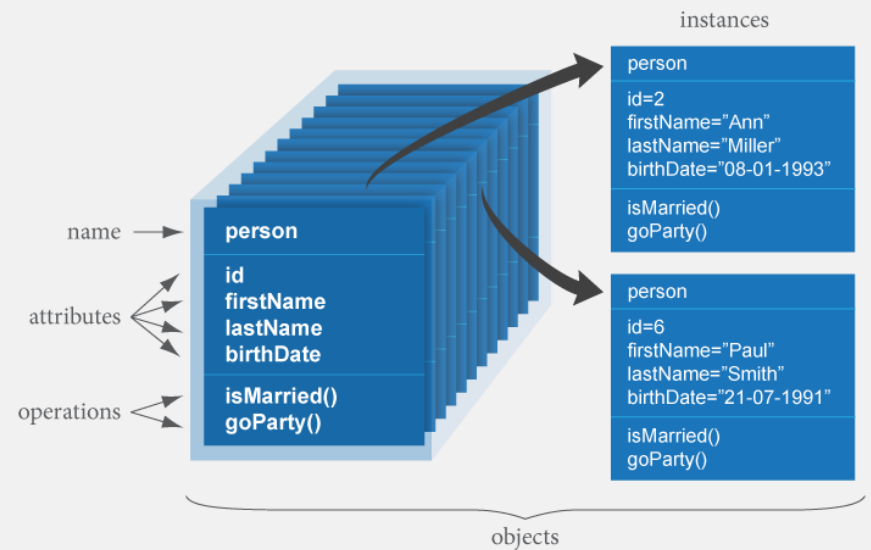 instances
name
attributes
operations
person
id
firstName
lastName
birthDate
isMarried()
goParty()
person
id=2
firstName=”Ann”
lastName=”Miller”
birthDate=”08-01-1993”
isMarried()
goParty()
person
id=6
firstName=”Paul”
lastName=”Smith”
birthDate=”21-07-1991”
isMarried()
goParty()
objects